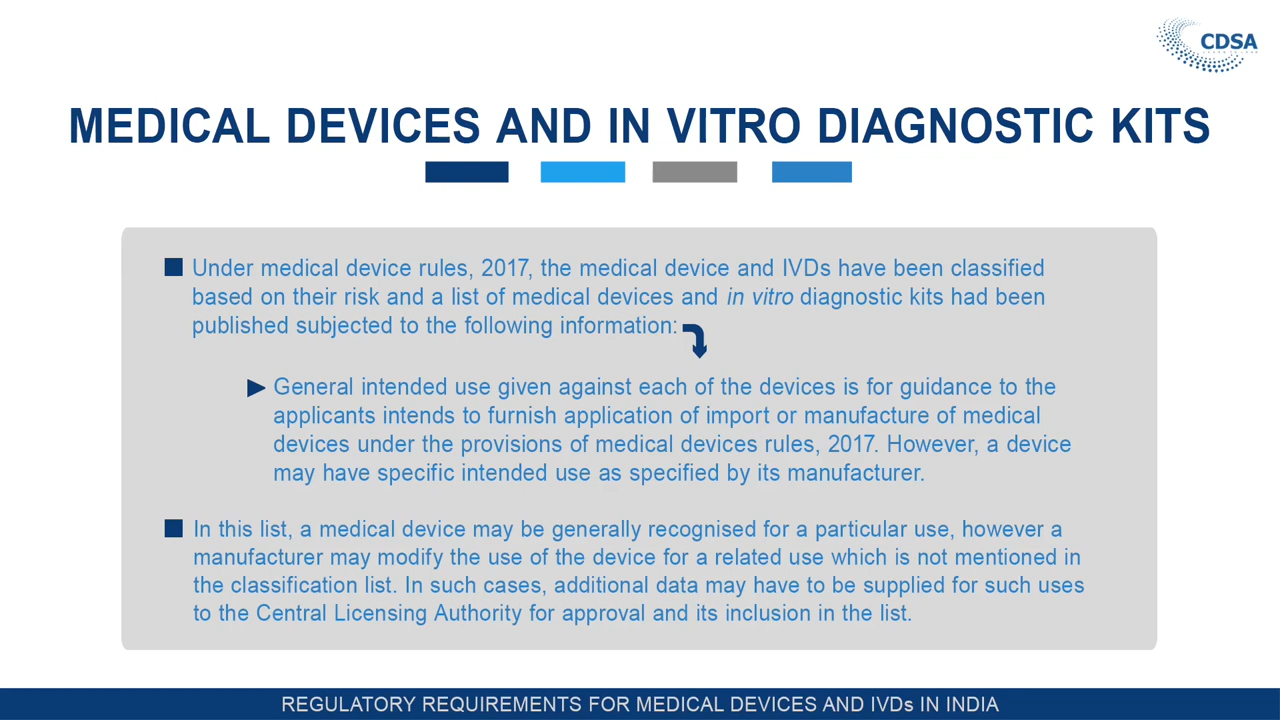 CDSA
MEDICAL DEVICES AND IN VITRO DIAGNOSTIC KITS
Under medical device rules, 2017, the medical device and IVDs have been classified
based on their risk and a list of medical devices and in vitro diagnostic kits had been
published subjected to the following information:
General intended use given against each of the devices is for guidance to the
applicants intends to furnish application of import or manufacture of medical
devices under the provisions of medical devices rules, 2017. However, a device
may have specific intended use as specified by its manufacturer.
In this list, a medical device may be generally recognised for a particular use, however a
manufacturer may modify the use of the device for a related use which is not mentioned in
the classification list. In such cases, additional data may have to be supplied for such uses
to the Central Licensing Authority for approval and its inclusion in the list.
REGULATORY REQUIREMENTS FOR MEDICAL DEVICES AND IVDs IN INDIA